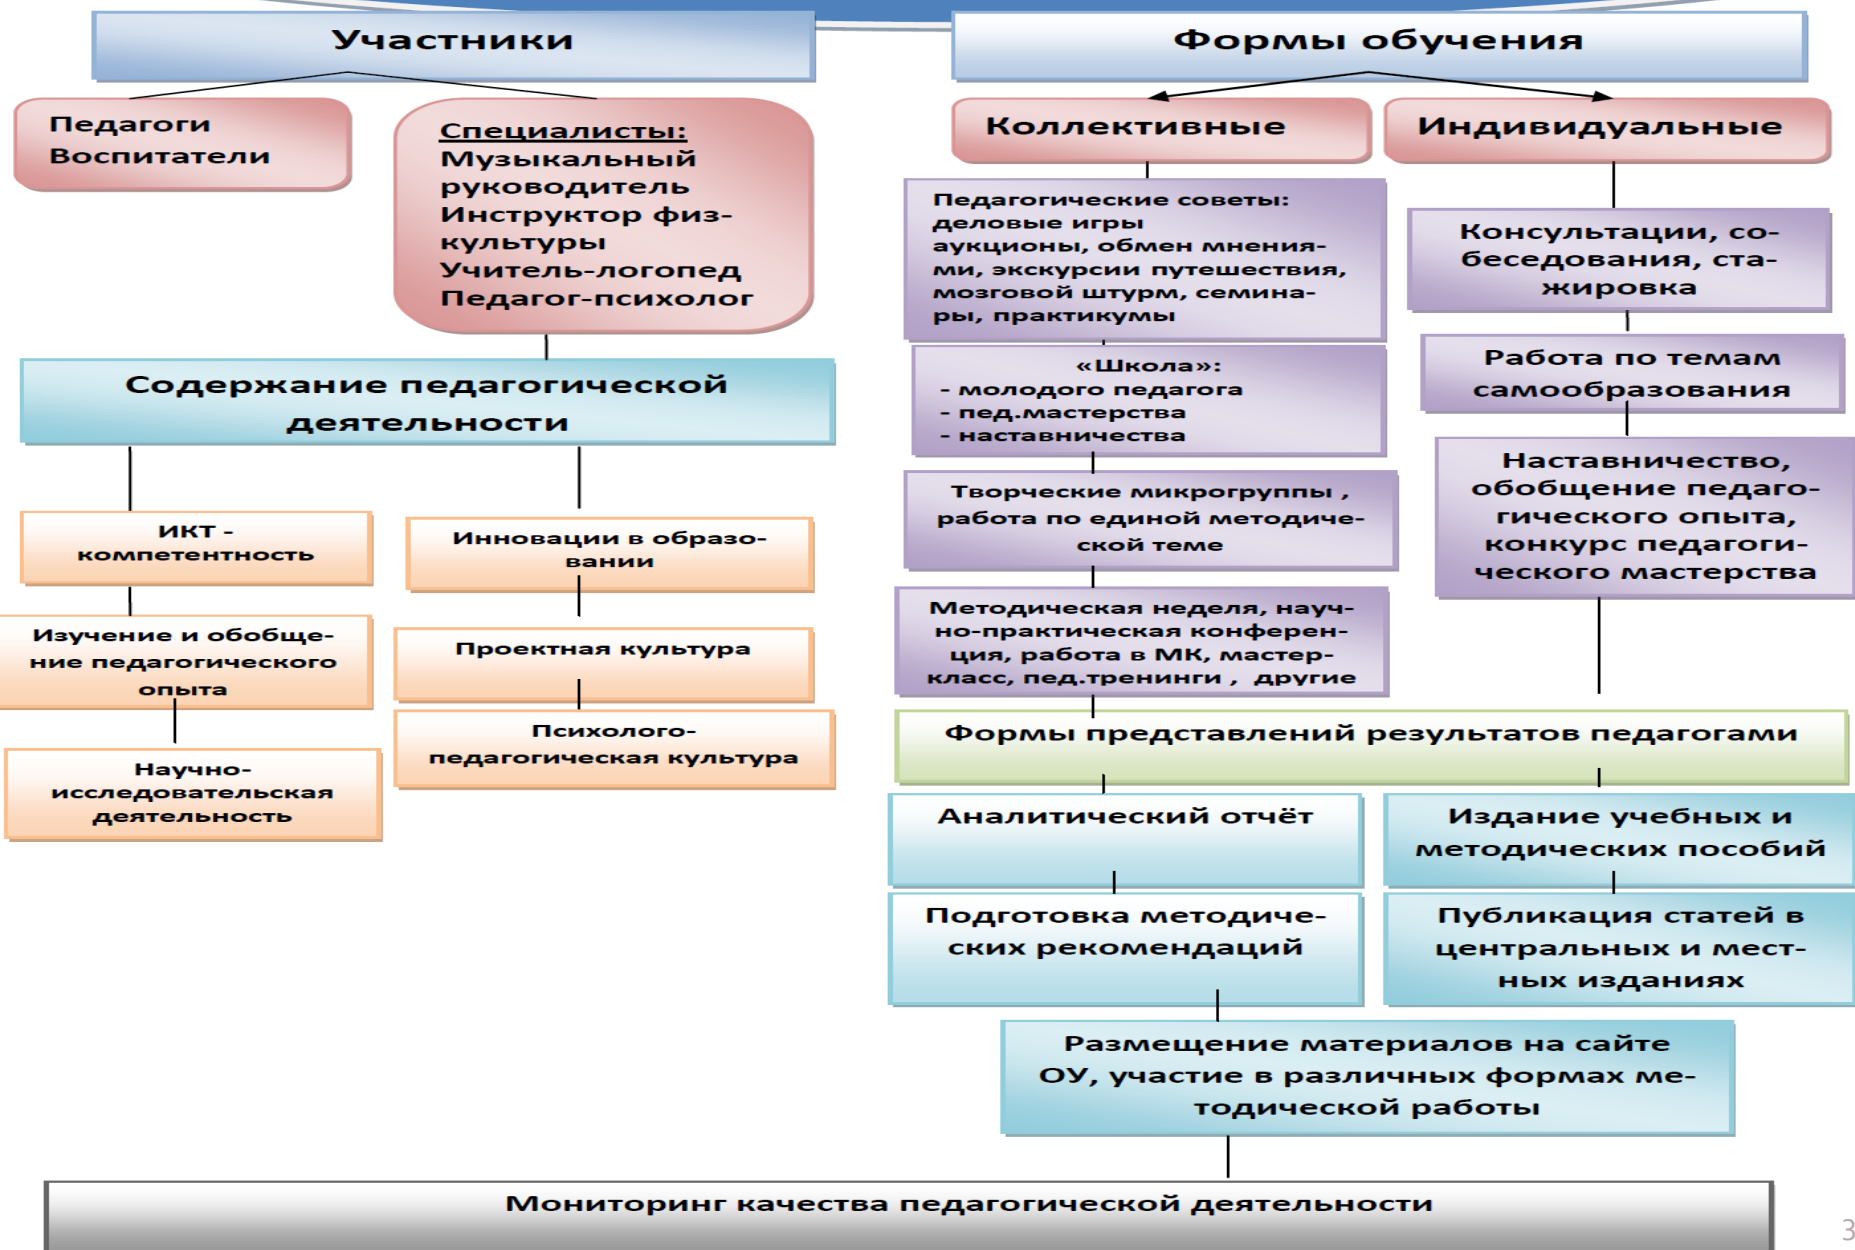 Участники
Педагоги
Воспитатели
Специалисты:
Музыкальный
руководитель
Инструктор физ-
культуры
Учитель-логопед
Педагог-психолог
Содержание педагогической
деятельности
ИКТ -
компетентность
Изучение и обобще-
ние педагогического
опыта
Научно-
исследовательская
деятельность
Инновации в образо-
вании
Проектная культура
Психолого-
педагогическая культура
Формы обучения
Коллективные
Педагогические советы:
деловые игры
аукционы, обмен мнения-
ми, экскурсии путешествия,
мозговой штурм, семина-
ры, практикумы
«Школа»:
- молодого педагога
- пед.мастерства
- наставничества
Творческие микрогруппы ,
работа по единой методиче-
ской теме
Методическая неделя, науч-
но-практическая конферен-
ция, работа в МК, мастер-
класс, пед.тренинги , другие
Индивидуальные
Консультации, со-
беседования, ста-
жировка
Работа по темам
самообразования
Наставничество,
обобщение педаго-
гического опыта,
конкурс педагоги-
ческого мастерства
Формы представлений результатов педагогами
Аналитический отчёт
Подготовка методиче-
ских рекомендаций
Издание учебных и
методических пособий
Публикация статей в
центральных и мест-
ных изданиях
Размещение материалов на сайте
ОУ, участие в различных формах ме-
тодической работы
Мониторинг качества педагогической деятельности
3